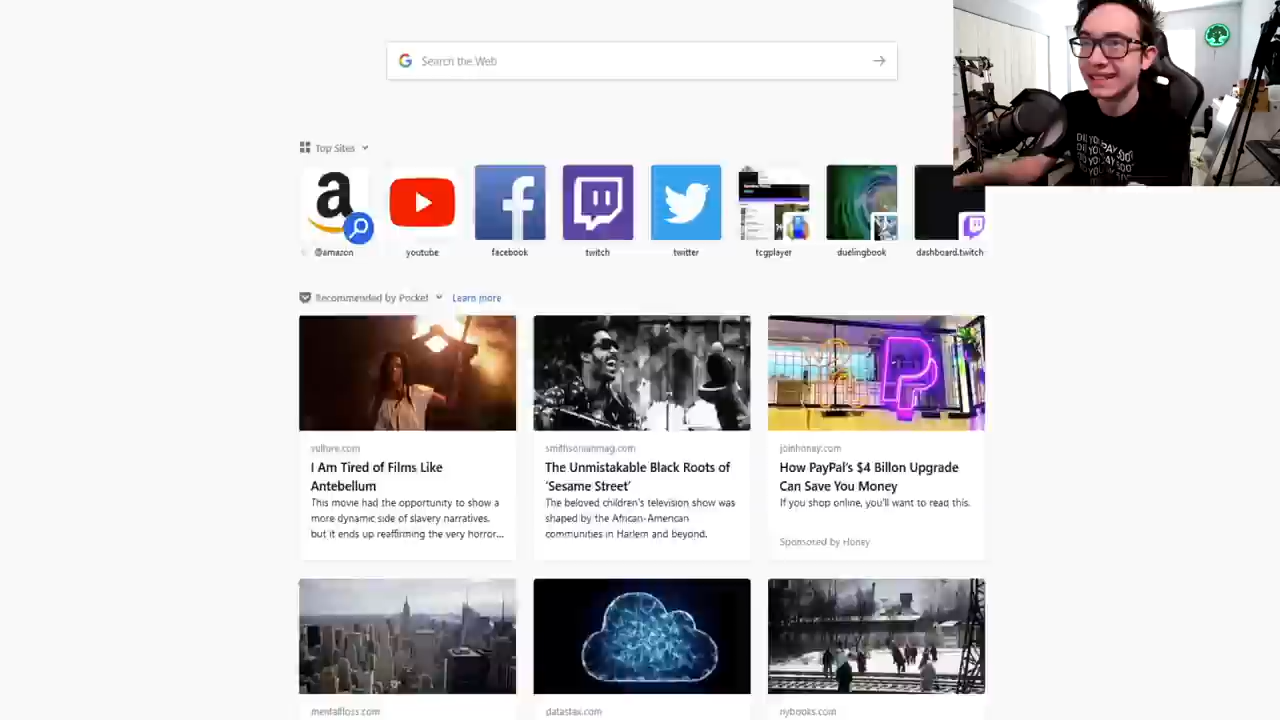 Search the Web
Top Sites
@amazon
youtube
facebook
twitch
twitter
tcgplayer
duelingbook
dashboard.twitch
Recommended by Pocket
Learn more
vulture.com
I Am Tired of Films Like
Antebellum
This movie had the opportunity to show a
more dynamic side of slavery narratives,
but it ends up reaffirming the very horror...
smithsonianmag.com
The Unmistakable Black Roots of
'Sesame Street'
The beloved children's television show was
shaped by the African-American
communities in Harlem and beyond.
joinhoney.com
How PayPal's $4 Billon Upgrade
Can Save You Money
If you shop online, you'll want to read this.
Sponsored by Honey
mentalfloss.com
datastax.com
nybooks.com